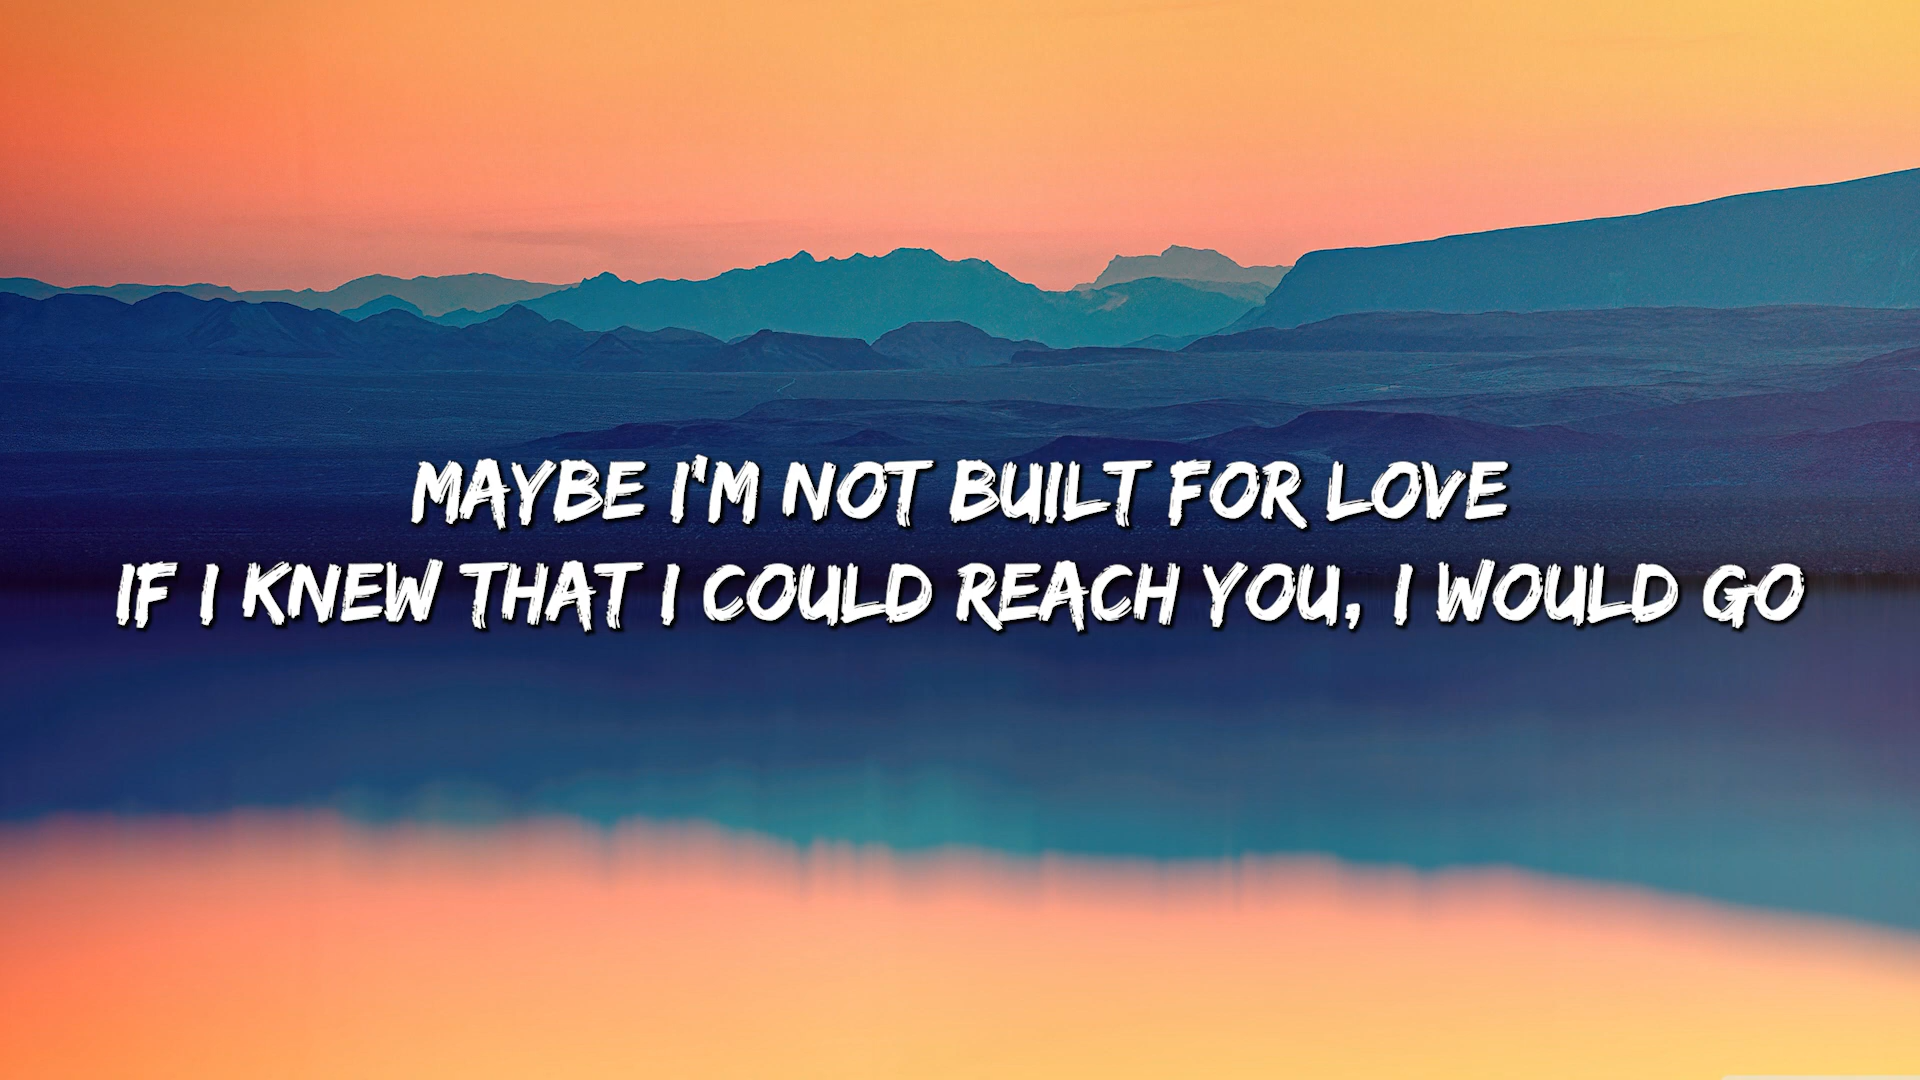 MAYBE I'M NOT BUILT FOR LOVE
IF I KNEW THAT I COULD REACH YOU, I WOULD GO